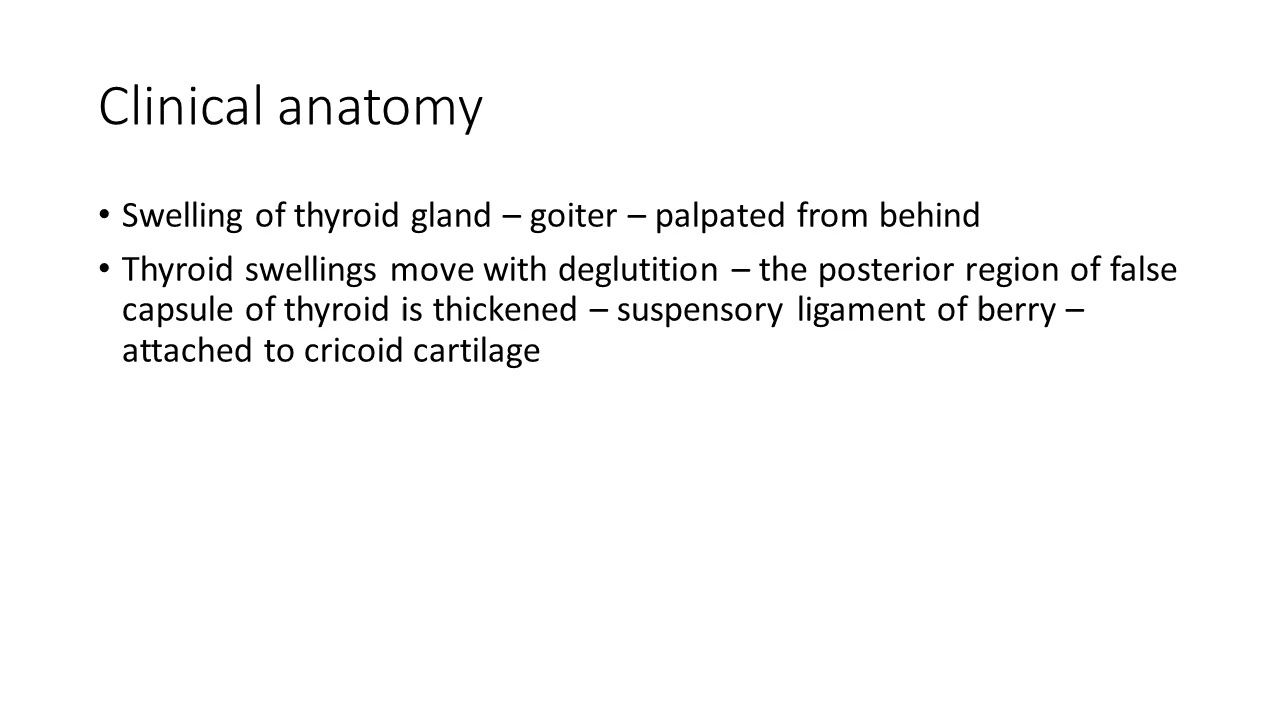 Clinical anatomy
• Swelling of thyroid gland – goiter – palpated from behind
• Thyroid swellings move with deglutition – the posterior region of false
capsule of thyroid is thickened – suspensory ligament of berry –
attached to cricoid cartilage